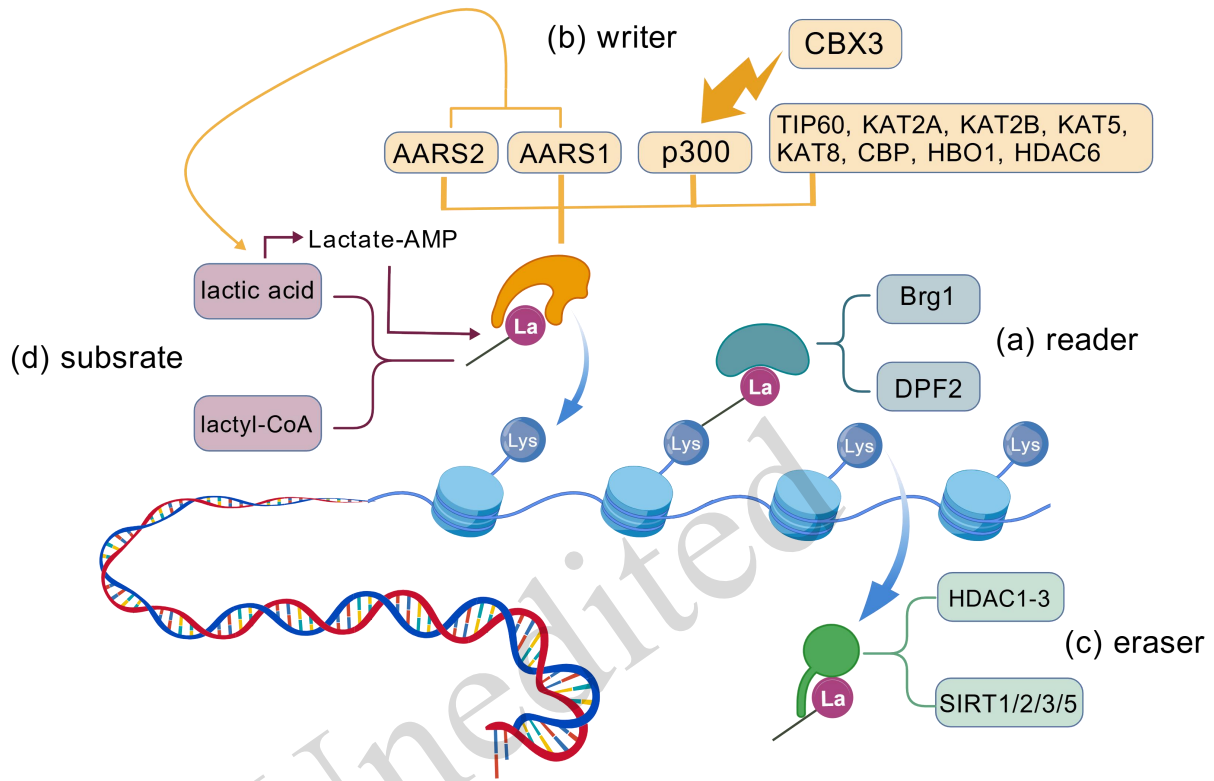 (b) writer
CBX3
AARS2
AARS1
p300
TIP60, KAT2A, KAT2B, KAT5,
KAT8, CBP, HBO1, HDAC6
Lactate-AMP
lactic acid
La
(d) subsrate
lactyl-CoA
Brg1
(a) reader
DPF2
La
Lys
Lys
Lys
Lys
HDAC1-3
(c) eraser
SIRT1/2/3/5
La
Unedited